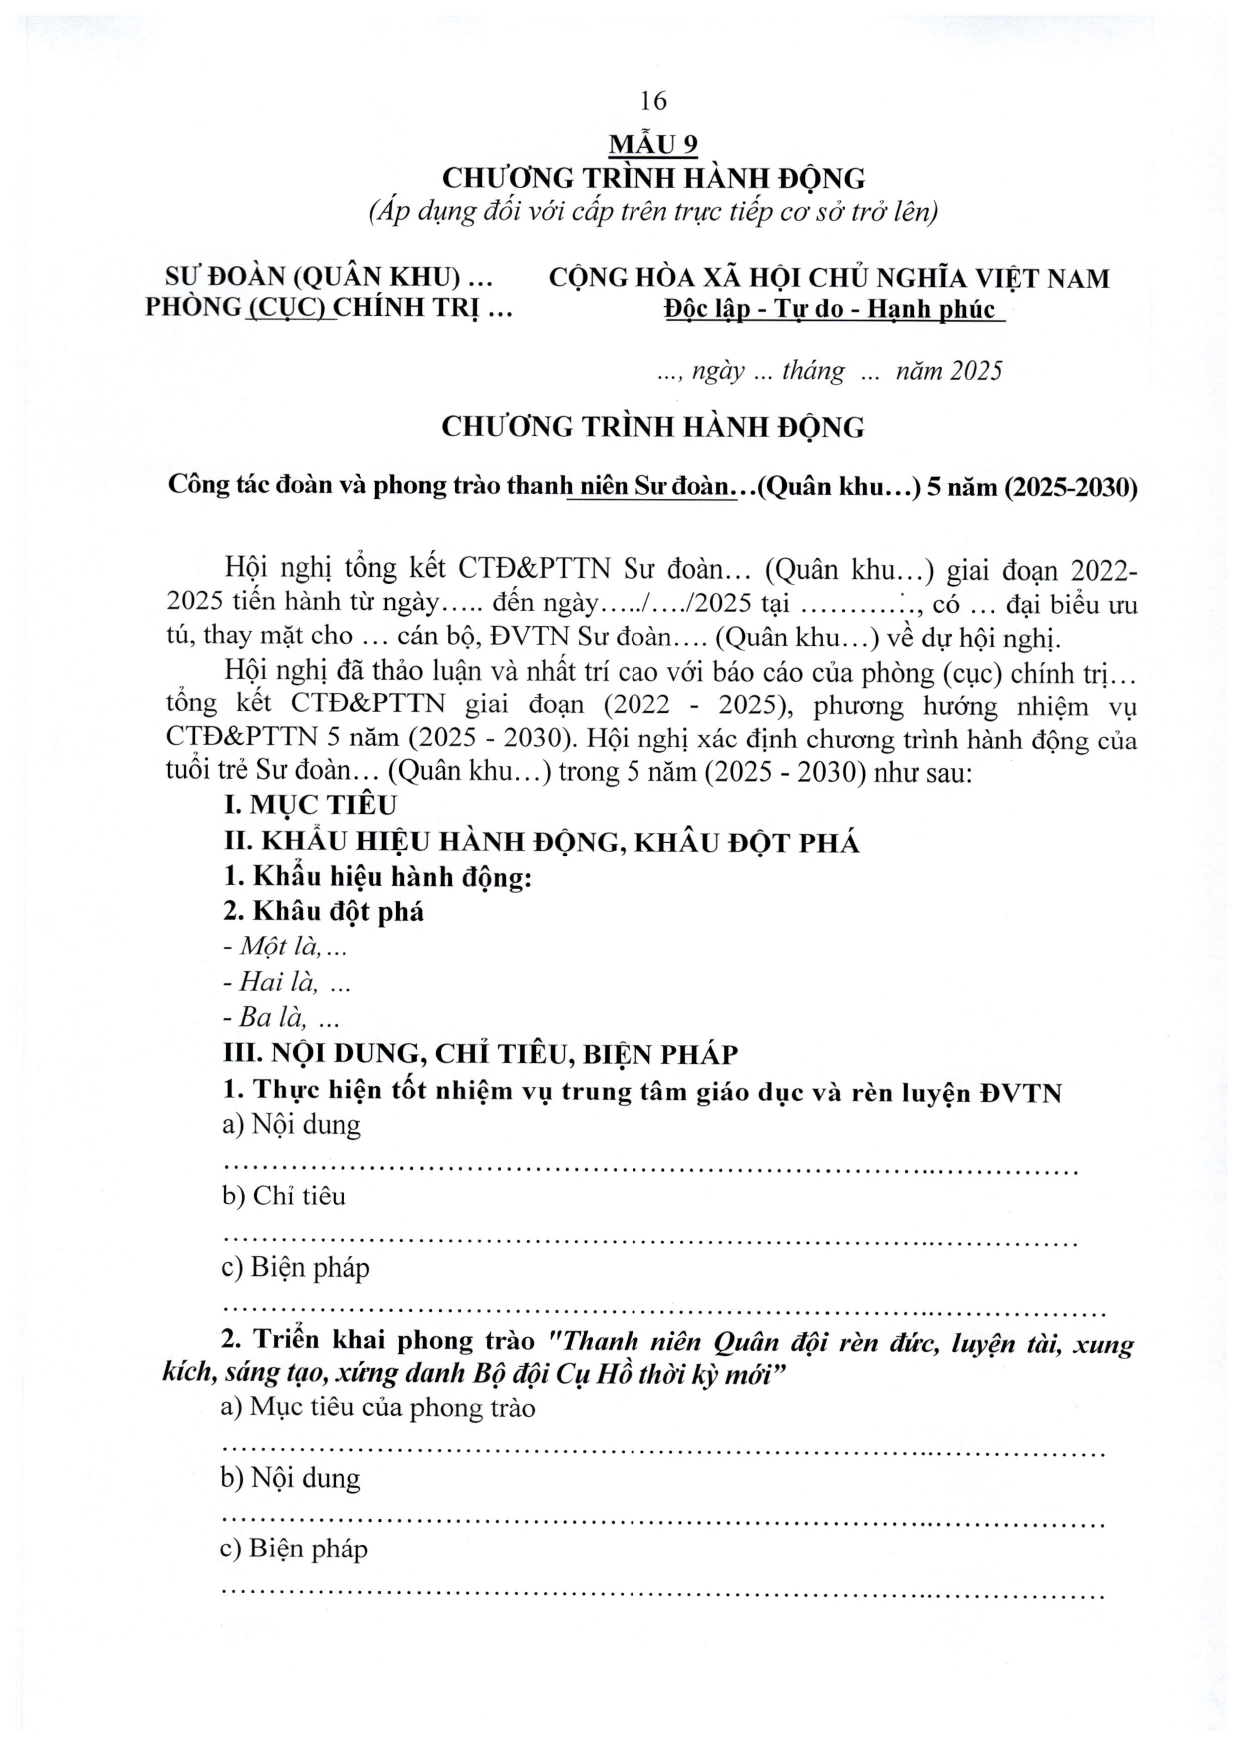 16
MẪU 9
CHƯƠNG TRÌNH HÀNH ĐỘNG
(Áp dụng đối với cấp trên trực tiếp cơ sở trở lên)
SƯ ĐOÀN (QUÂN KHU) …
PHÒNG (CỤC) CHÍNH TRỊ …
CỘNG HÒA XÃ HỘI CHỦ NGHĨA VIỆT NAM
Độc lập - Tự do - Hạnh phúc
…, ngày … tháng … năm 2025
CHƯƠNG TRÌNH HÀNH ĐỘNG
Công tác đoàn và phong trào thanh niên Sư đoàn…(Quân khu…) 5 năm (2025-2030)
Hội nghị tổng kết CTĐ&PTTN Sư đoàn… (Quân khu…) giai đoạn 2022-
2025 tiến hành từ ngày….. đến ngày…../…./2025 tại …………., có … đại biểu ưu
tú, thay mặt cho … cán bộ, ĐVTN Sư đoàn…. (Quân khu…) về dự hội nghị.
Hội nghị đã thảo luận và nhất trí cao với báo cáo của phòng (cục) chính trị…
tổng kết CTĐ&PTTN giai đoạn (2022 - 2025), phương hướng nhiệm vụ
CTĐ&PTTN 5 năm (2025 - 2030). Hội nghị xác định chương trình hành động của
tuổi trẻ Sư đoàn… (Quân khu…) trong 5 năm (2025 - 2030) như sau:
I. MỤC TIÊU
II. KHẨU HIỆU HÀNH ĐỘNG, KHÂU ĐỘT PHÁ
1. Khẩu hiệu hành động:
2. Khâu đột phá
- Một là, …
- Hai là, …
- Ba là, …
III. NỘI DUNG, CHỈ TIÊU, BIỆN PHÁP
1. Thực hiện tốt nhiệm vụ trung tâm giáo dục và rèn luyện ĐVTN
a) Nội dung
……………………………………………………………………………
b) Chỉ tiêu
……………………………………………………………………………
c) Biện pháp
………………………………………………………………………………
2. Triển khai phong trào "Thanh niên Quân đội rèn đức, luyện tài, xung
kích, sáng tạo, xứng danh Bộ đội Cụ Hồ thời kỳ mới”
a) Mục tiêu của phong trào
………………………………………………………………………………
b) Nội dung
………………………………………………………………………………
c) Biện pháp
………………………………………………………………………………